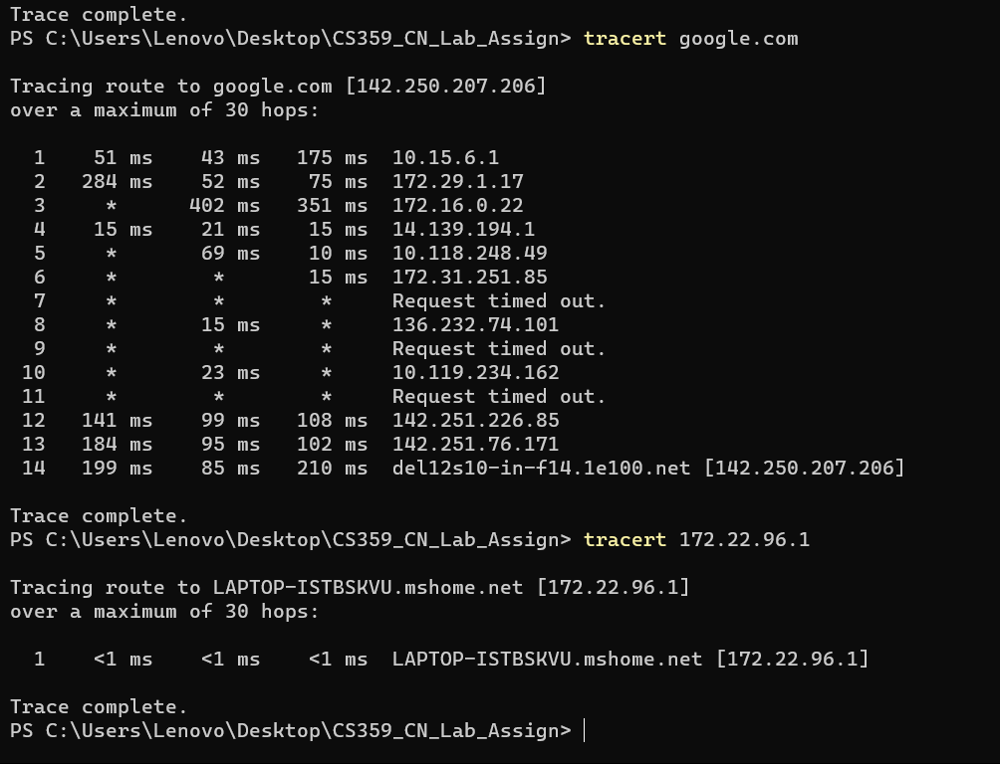 Trace complete.
PS C:\Users\Lenovo\Desktop\CS359_CN_Lab_Assign> tracert google.com
Tracing route to google.com [142.250.207.206]
over a maximum of 30 hops:
1 51 ms 43 ms 175 ms 10.15.6.1
2 284 ms 52 ms 75 ms 172.29.1.17
3 * 402 ms 351 ms 172.16.0.22
4 15 ms 21 ms 15 ms 14.139.194.1
5 * 69 ms 10 ms 10.118.248.49
6 * * 15 ms 172.31.251.85
7 * * * Request timed out.
8 * 15 ms * 136.232.74.101
9 * * * Request timed out.
10 * 23 ms * 10.119.234.162
11 * * * Request timed out.
12 141 ms 99 ms 108 ms 142.251.226.85
13 184 ms 95 ms 102 ms 142.251.76.171
14 199 ms 85 ms 210 ms del12s10-in-f14.1e100.net [142.250.207.206]
Trace complete.
PS C:\Users\Lenovo\Desktop\CS359_CN_Lab_Assign> tracert 172.22.96.1
Tracing route to LAPTOP-ISTBSKVU.mshome.net [172.22.96.1]
over a maximum of 30 hops:
1 <1 ms <1 ms <1 ms LAPTOP-ISTBSKVU.mshome.net [172.22.96.1]
Trace complete.
PS C:\Users\Lenovo\Desktop\CS359_CN_Lab_Assign>